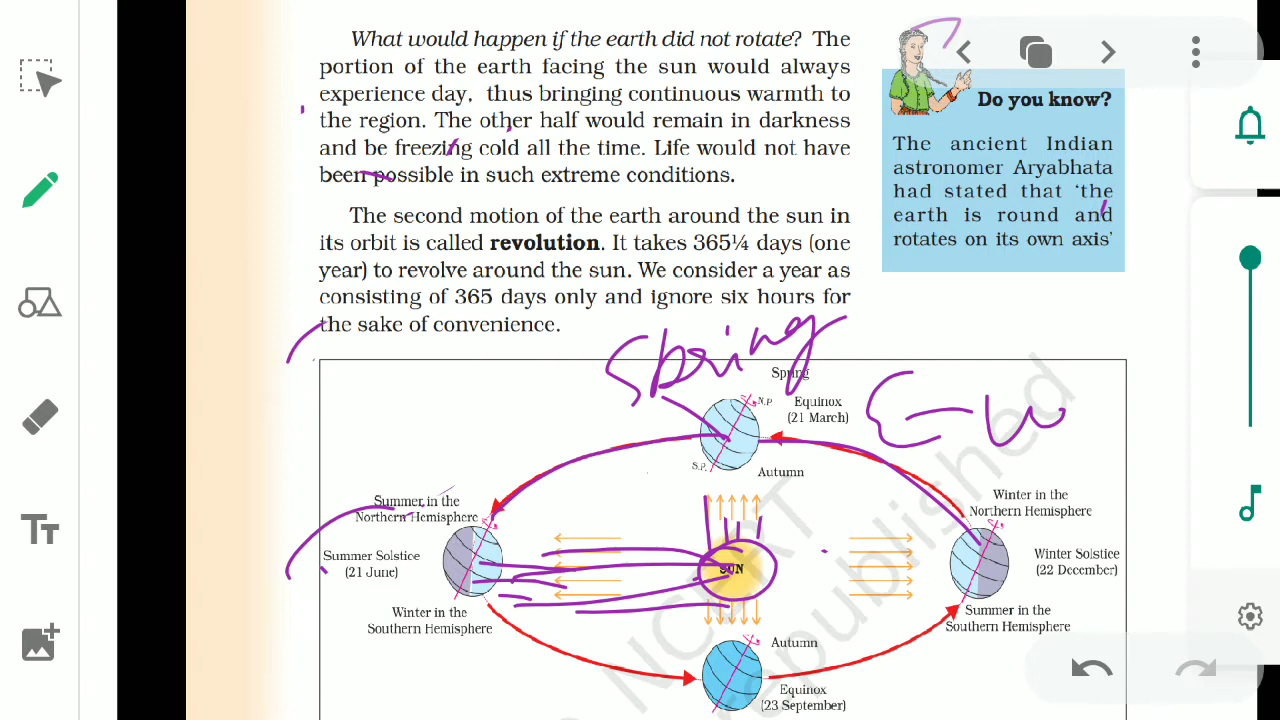 What would happen if the earth did not rotate? The
portion of the earth facing the sun would always
experience day, thus bringing continuous warmth to
the region. The other half would remain in darkness
and be freezing cold all the time. Life would not have
been possible in such extreme conditions.
The second motion of the earth around the sun in
its orbit is called revolution. It takes 365¼ days (one
year) to revolve around the sun. We consider a year as
consisting of 365 days only and ignore six hours for
the sake of convenience.
Do you know?
The ancient Indian
astronomer Aryabhata
had stated that ‘the
earth is round and
rotates on its own axis’
Spring
Spring
N.P
Equinox
(21 March)
E-W
S.P.
Autumn
Summer in the
Northern Hemisphere
Summer Solstice
(21 June)
Winter in the
Southern Hemisphere
SUN
Winter in the
Northern Hemisphere
Winter Solstice
(22 December)
Summer in the
Southern Hemisphere
Autumn
Equinox
(23 September)
NCERT
republished
TT